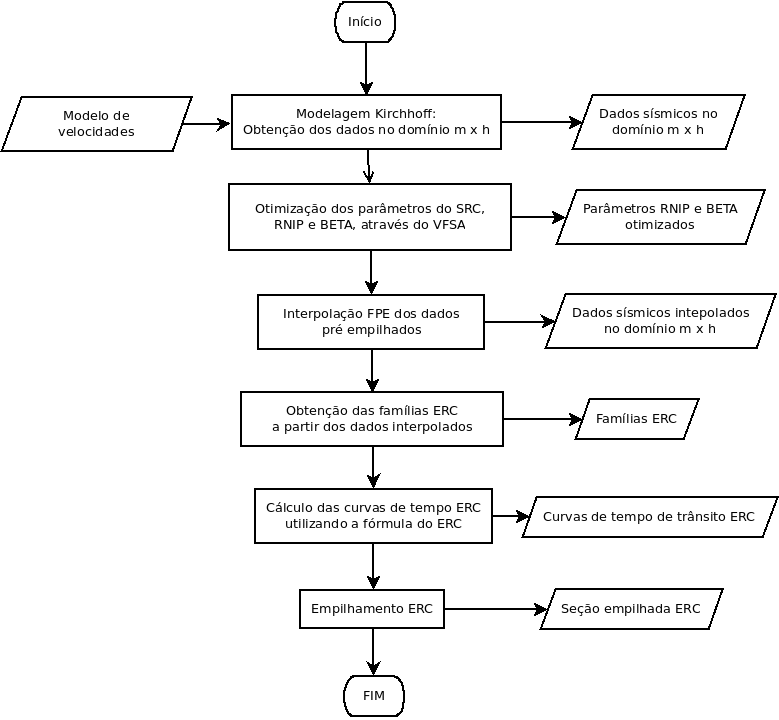 Início
Modelo de
velocidades
Modelagem Kirchhoff:
Obtenção dos dados no domínio m x h
Dados sísmicos no
domínio m x h
Otimização dos parâmetros do SRC,
RNIP e BETA, através do VFSA
Parâmetros RNIP e BETA
otimizados
Interpolação FPE dos dados
pré empilhados
Dados sísmicos intepolados
no domínio m x h
Obtenção das famílias ERC
a partir dos dados interpolados
Famílias ERC
Cálculo das curvas de tempo ERC
utilizando a fórmula do ERC
Curvas de tempo de trânsito ERC
Empilhamento ERC
Seção empilhada ERC
FIM